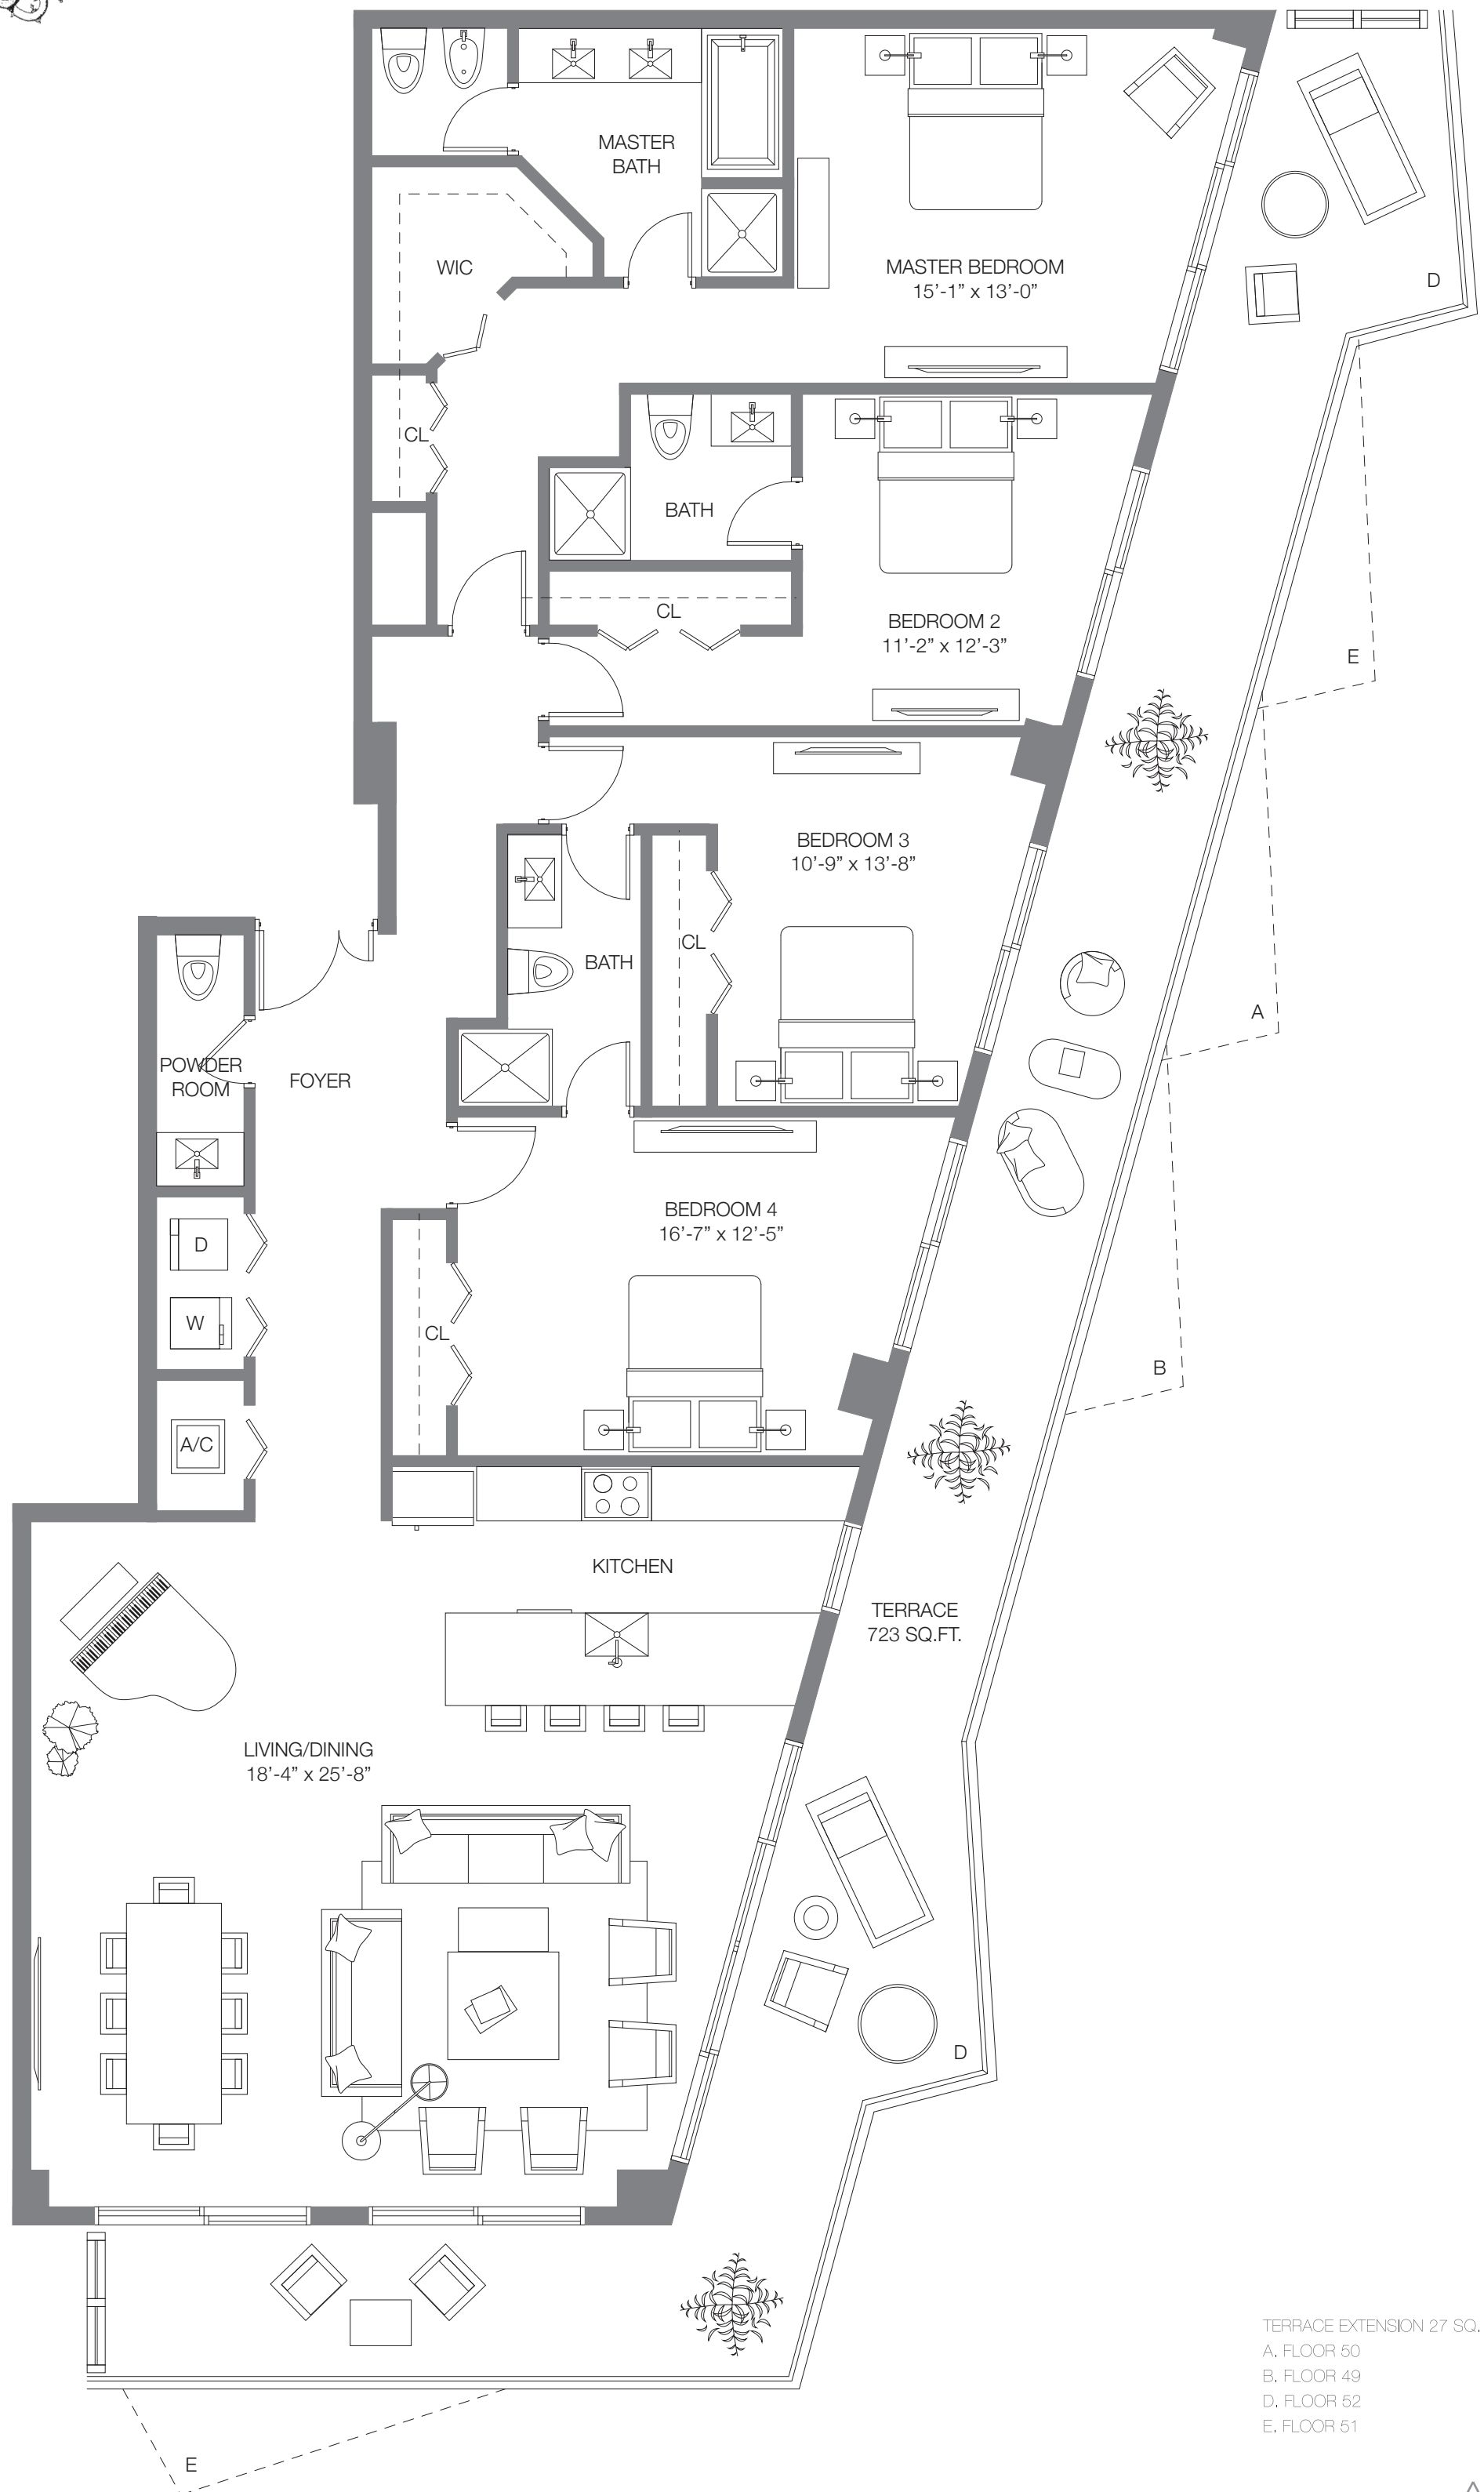 MASTER
BATH
WIC
MASTER BEDROOM
15’-1” x 13’-0”
D
CL
BATH
CL
BEDROOM 2
11’-2” x 12’-3”
E
BEDROOM 3
10’-9” x 13’-8”
CL
BATH
A
POWDER
ROOM
FOYER
BEDROOM 4
16’-7” x 12’-5”
D
W
CL
B
A/C
KITCHEN
TERRACE
723 SQ.FT.
LIVING/DINING
18’-4” x 25’-8”
D
TERRACE EXTENSION 27 SQ.
A. FLOOR 50
B. FLOOR 49
D. FLOOR 52
E. FLOOR 51
E